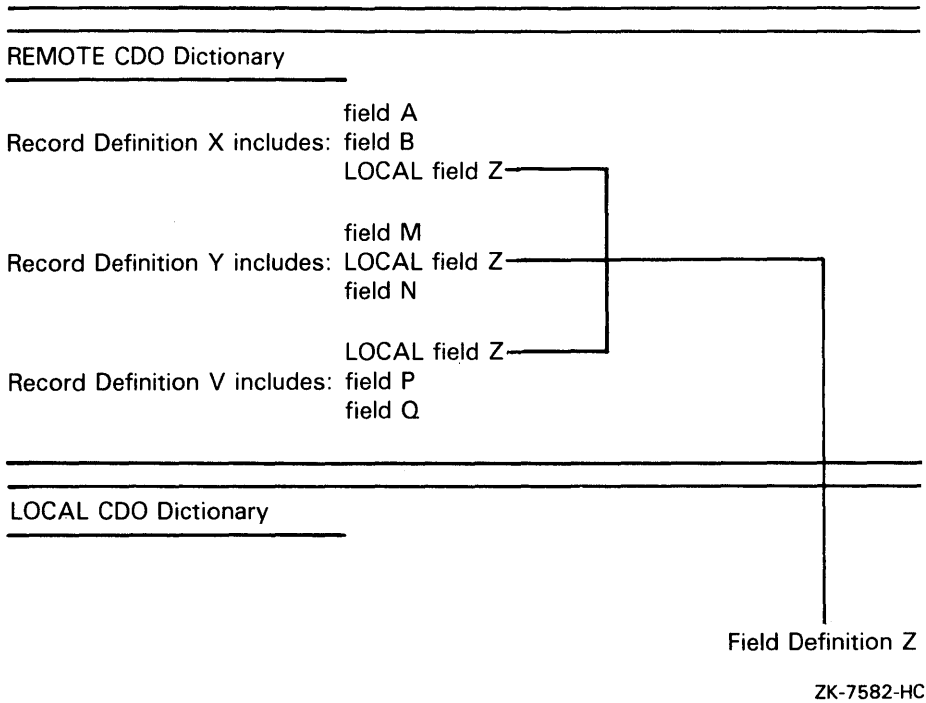 REMOTE CDO Dictionary
field A
Record Definition X includes: field B
LOCAL field Z
field M
Record Definition Y includes: LOCAL field Z
field N
LOCAL field Z
Record Definition V includes: field P
field Q
LOCAL CDO Dictionary
Field Definition Z
ZK-7582-HC